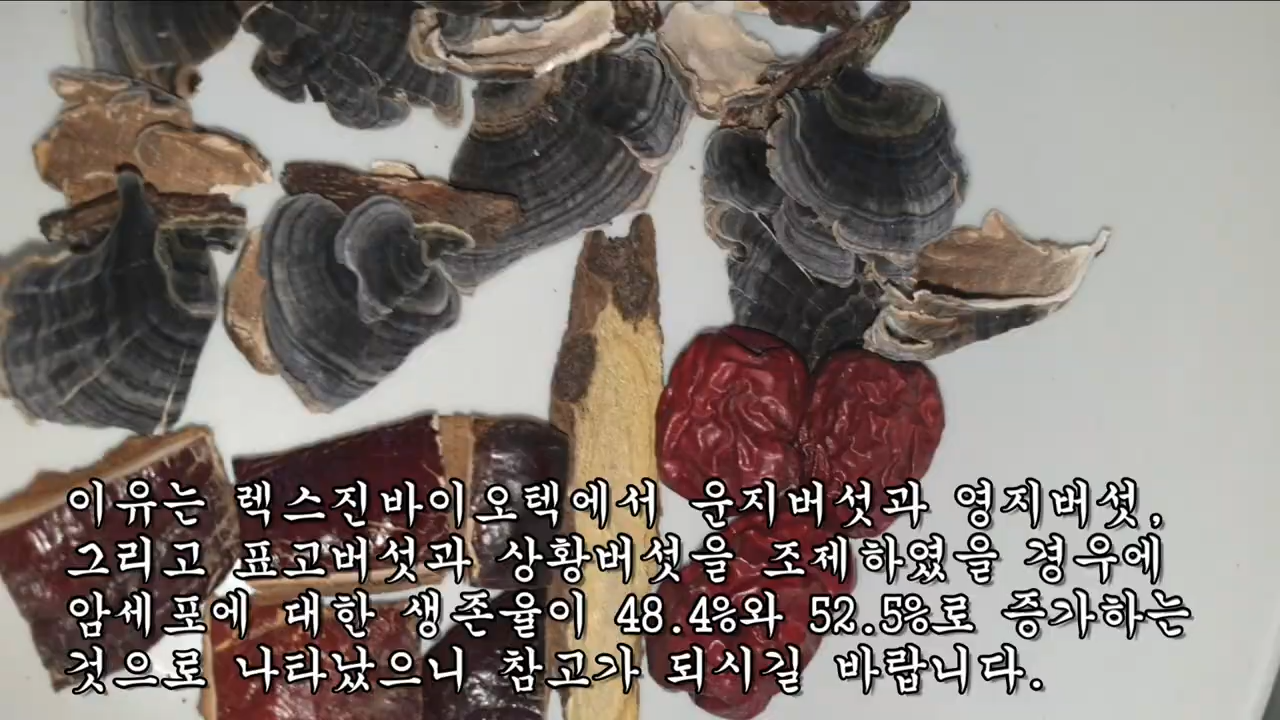 이유는 렉스진바이오텍에서 운지버섯과 영지버섯,
그리고 표고버섯과 상황버섯을 조제하였을 경우에
암세포에 대한 생존율이 48.4%와 52.5%로 증가하는
것으로 나타났으니 참고가 되시길 바랍니다.